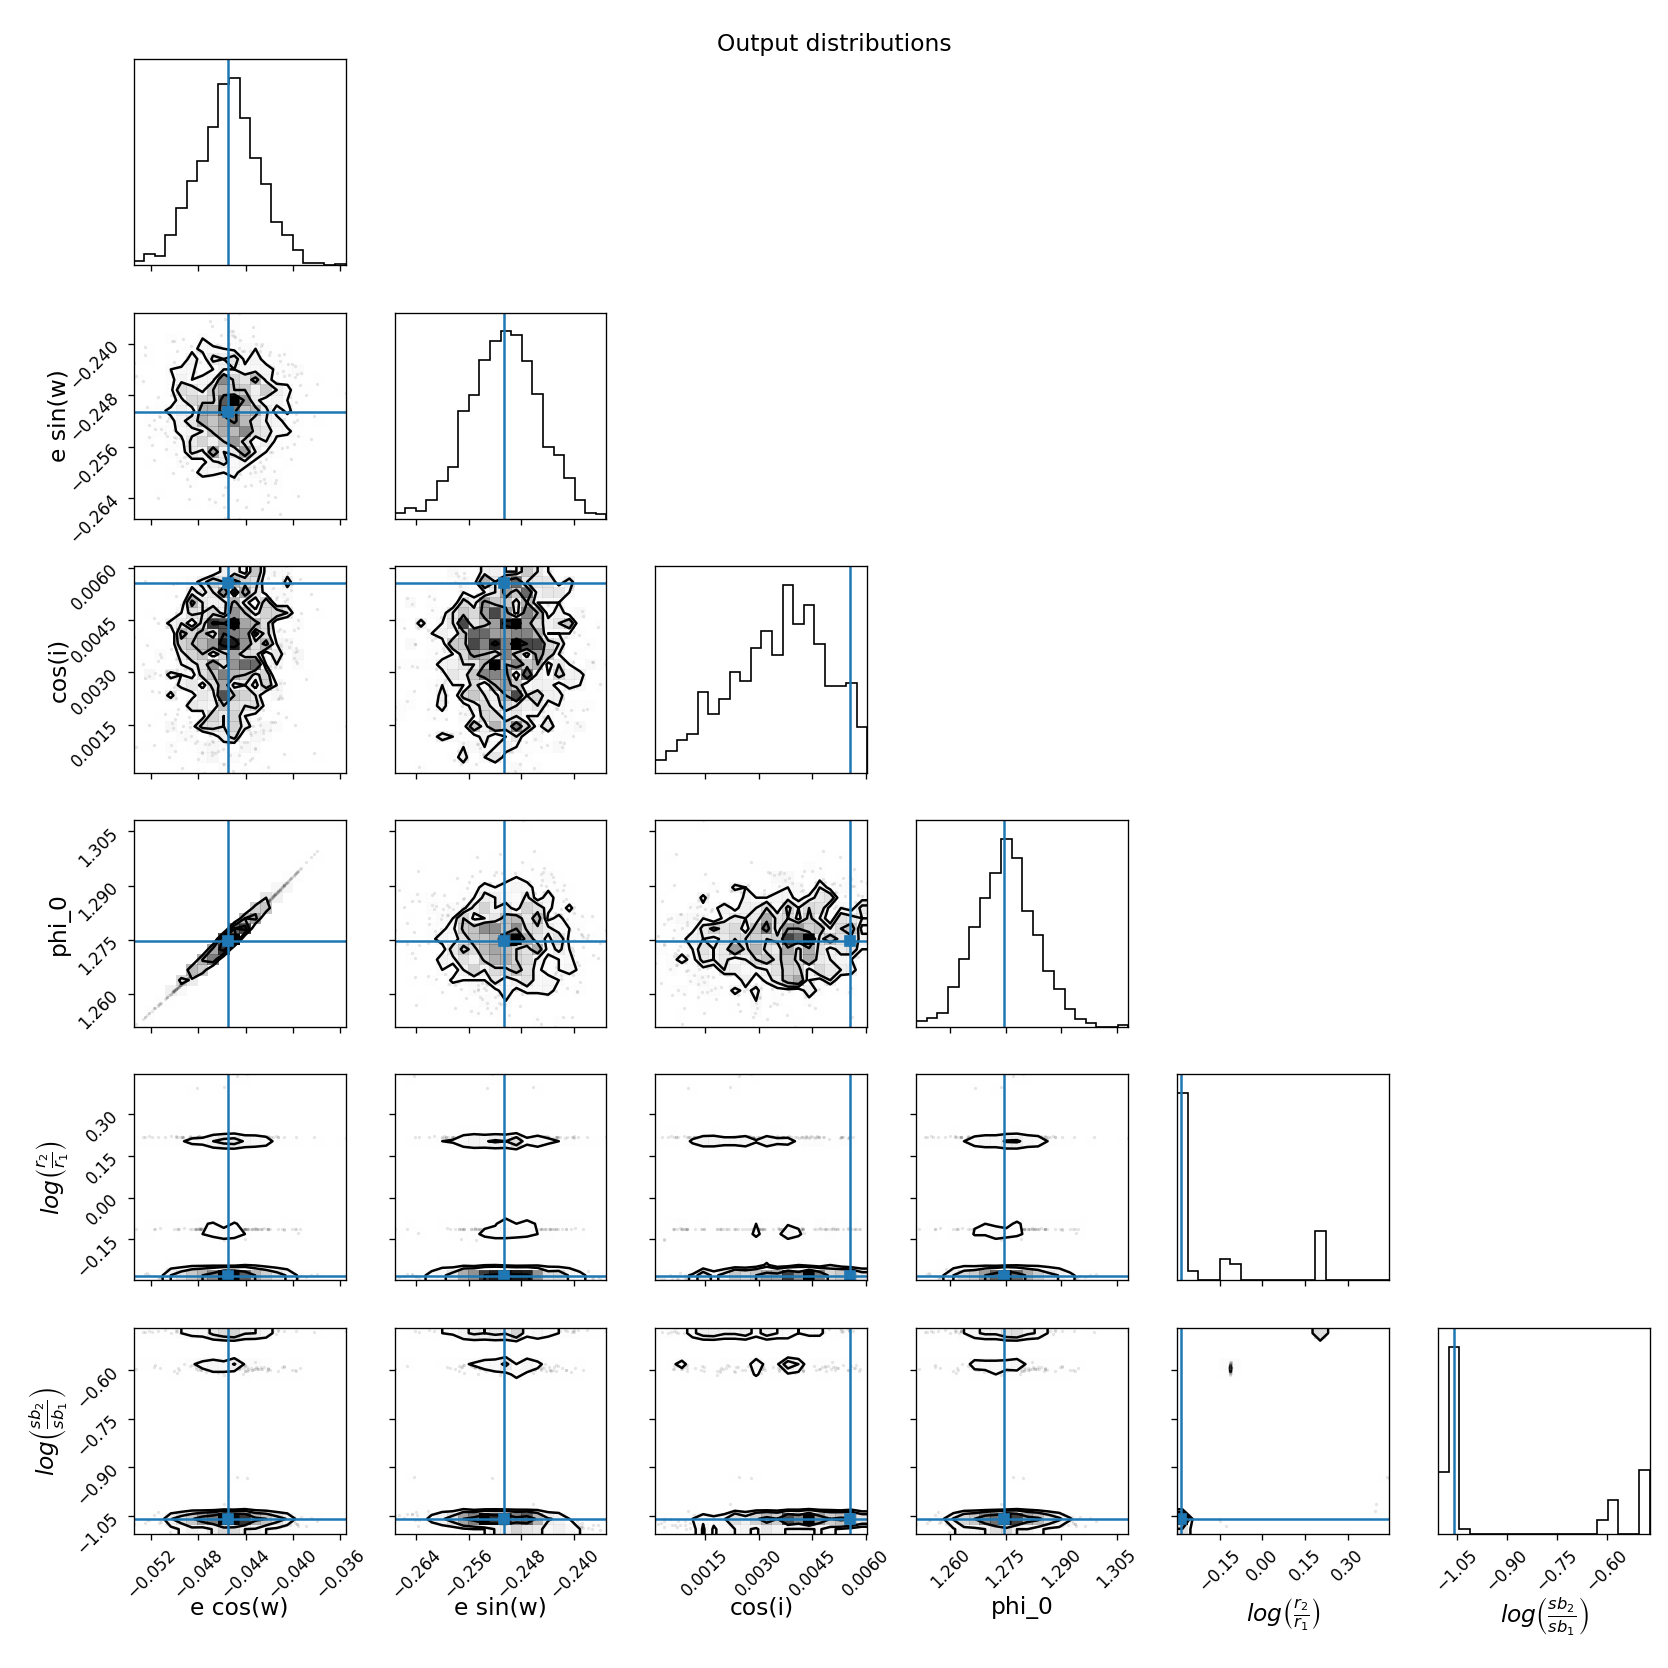 Output distributions
e sin(w)
−0.240
−0.248
−0.256
−0.264
cos(i)
0.0060
0.0045
0.0030
0.0015
phi_0
1.305
1.290
1.275
1.260
log(r2/r1)
0.30
0.15
0.00
−0.15
log(sb2/sb1)
−0.60
−0.75
−0.90
−1.05
−0.052 −0.048 −0.044 −0.040 −0.036 −0.264 −0.256 −0.248 −0.240 0.0015 0.0030 0.0045 0.0060 1.260 1.275 1.290 1.305 −0.15 0.00 0.15 0.30 −1.05 −0.90 −0.75 −0.60
e cos(w) e sin(w) cos(i) phi_0 log(r2/r1) log(sb2/sb1)